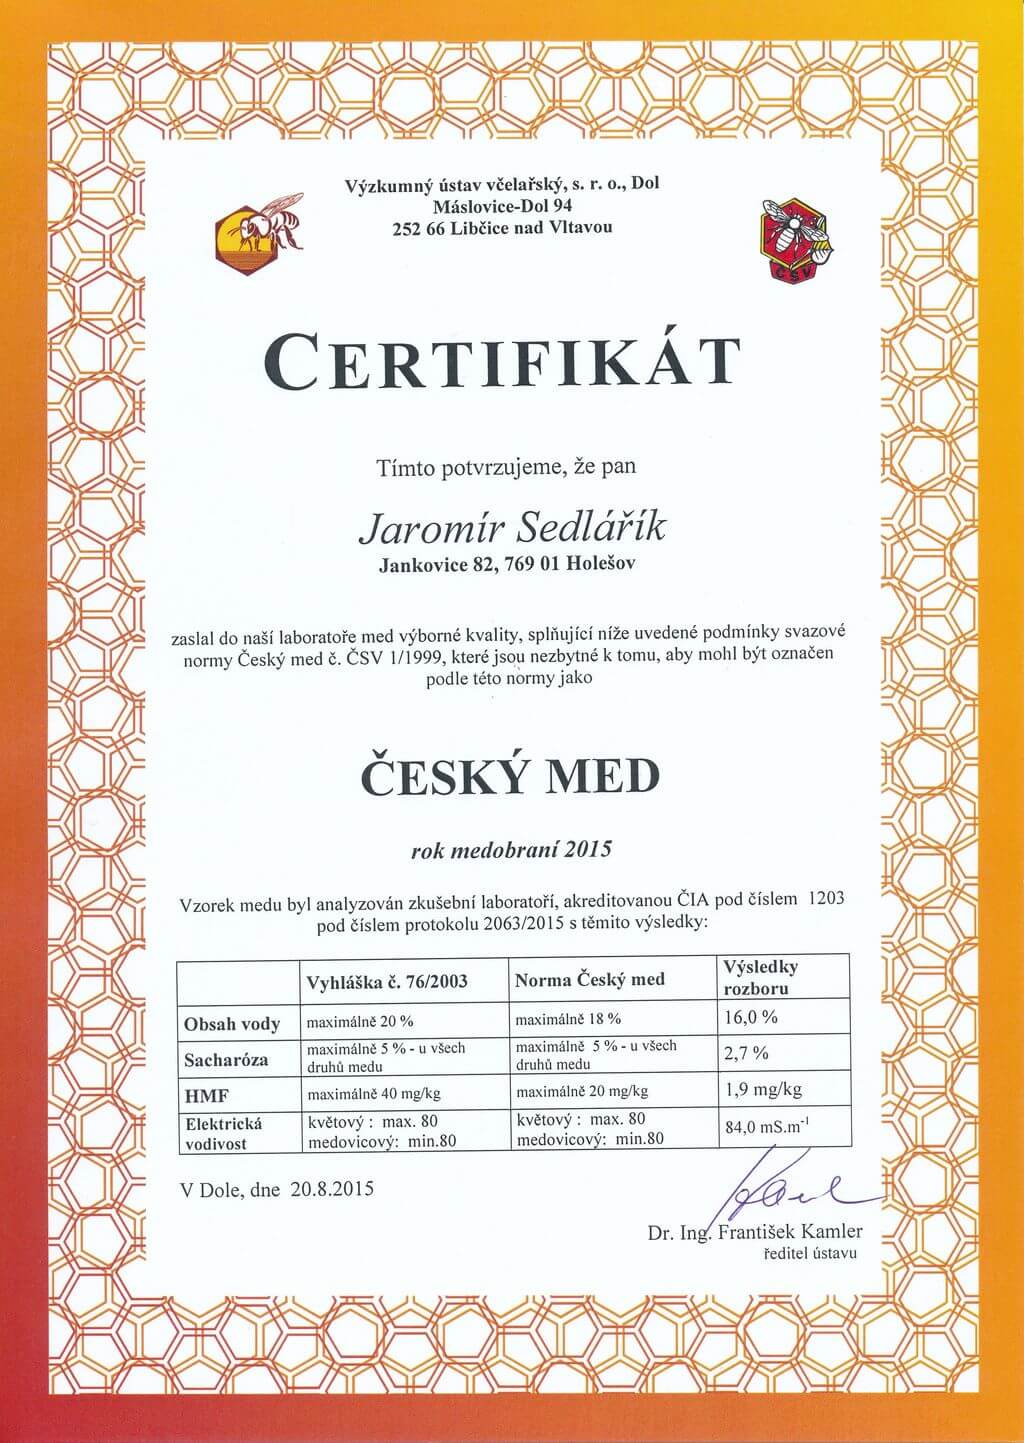 Výzkumný ústav včelařský, s. r. o., Dol
Máslovice-Dol 94
252 66 Libčice nad Vltavou
ČSV
CERTIFIKÁT
Tímto potvrzujeme, že pan
Jaromír Sedlářík
Jankovice 82, 769 01 Holešov
zaslal do naší laboratoře med výborné kvality, splňující níže uvedené podmínky svazové
normy Český med č. ČSV 1/1999, které jsou nezbytné k tomu, aby mohl být označen
podle této normy jako
ČESKÝ MED
rok medobraní 2015
Vzorek medu byl analyzován zkušební laboratoří, akreditovanou ČIA pod číslem 1203
pod číslem protokolu 2063/2015 s těmito výsledky:
Vyhláška č. 76/2003 Norma Český med Výsledky rozboru
Obsah vody maximálně 20 % maximálně 18 % 16,0 %
Sacharóza maximálně 5 % - u všech druhů medu maximálně 5 % - u všech druhů medu 2,7 %
HMF maximálně 40 mg/kg maximálně 20 mg/kg 1,9 mg/kg
Elektrická vodivost květový : max. 80 medovicový: min.80 květový : max. 80 medovicový: min.80 84,0 mS.m⁻¹
V Dole, dne 20.8.2015
Dr. Ing. František Kamler
ředitel ústavu